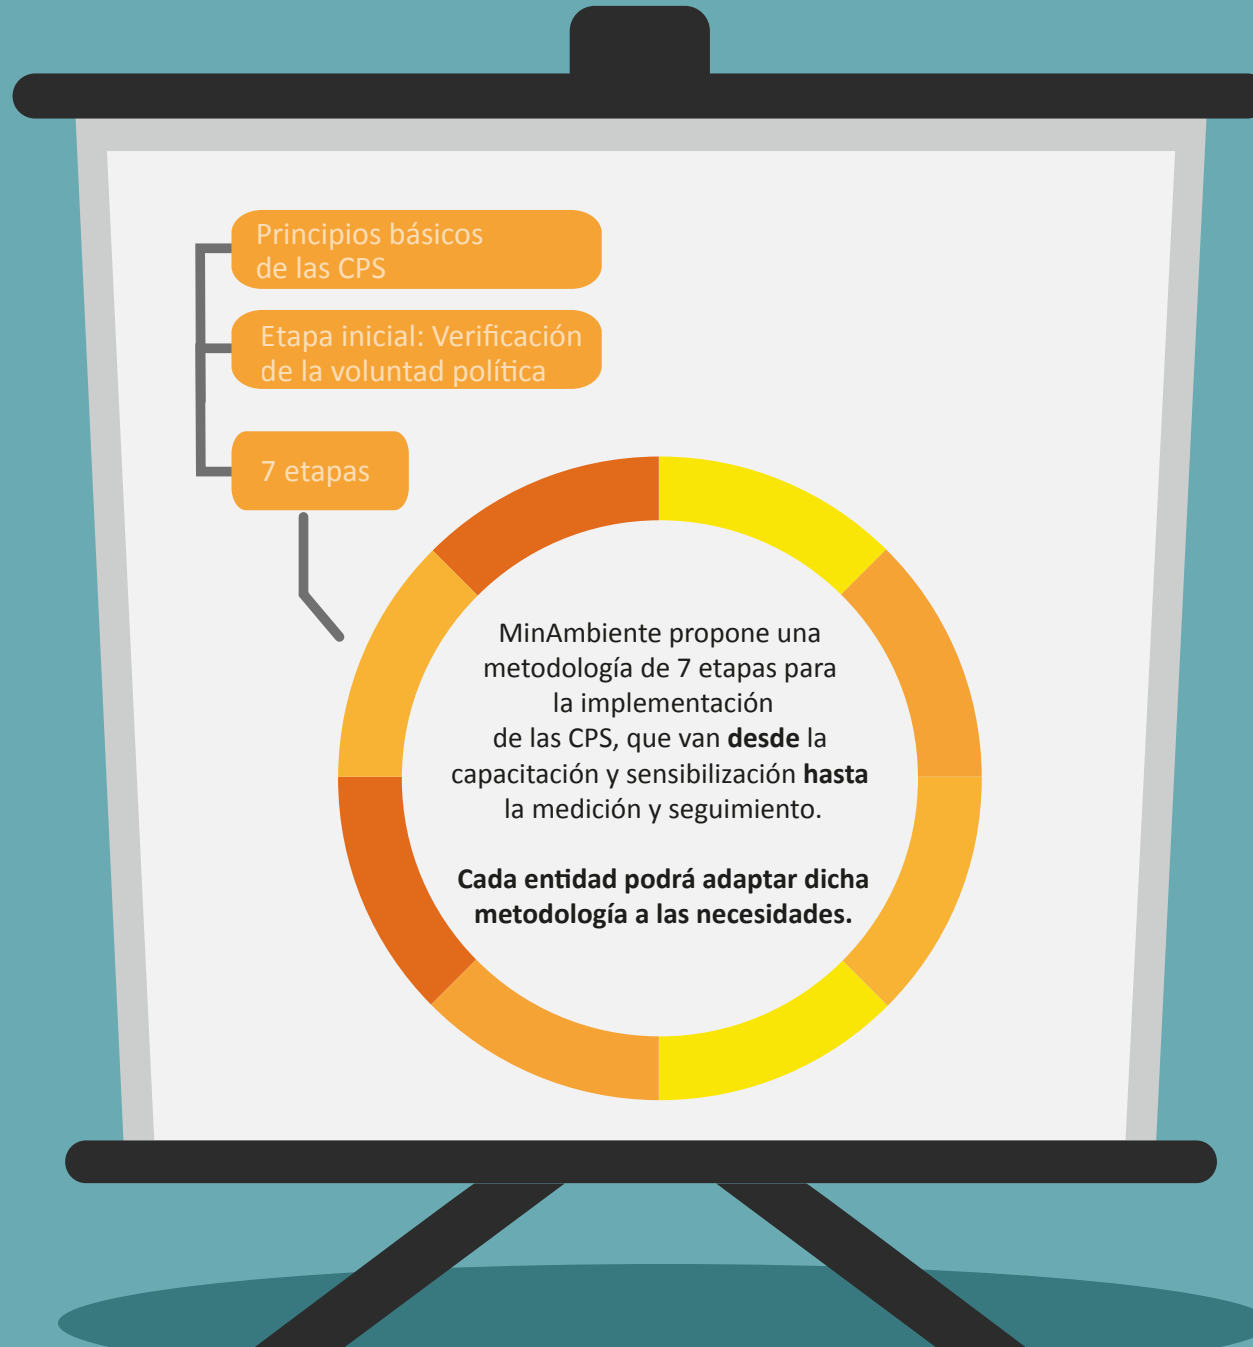 Principios básicos
de las CPS
Etapa inicial: Verificación
de la voluntad política
7 etapas
MinAmbiente propone una
metodología de 7 etapas para
la implementación
de las CPS, que van desde la
capacitación y sensibilización hasta
la medición y seguimiento.
Cada entidad podrá adaptar dicha
metodología a las necesidades.